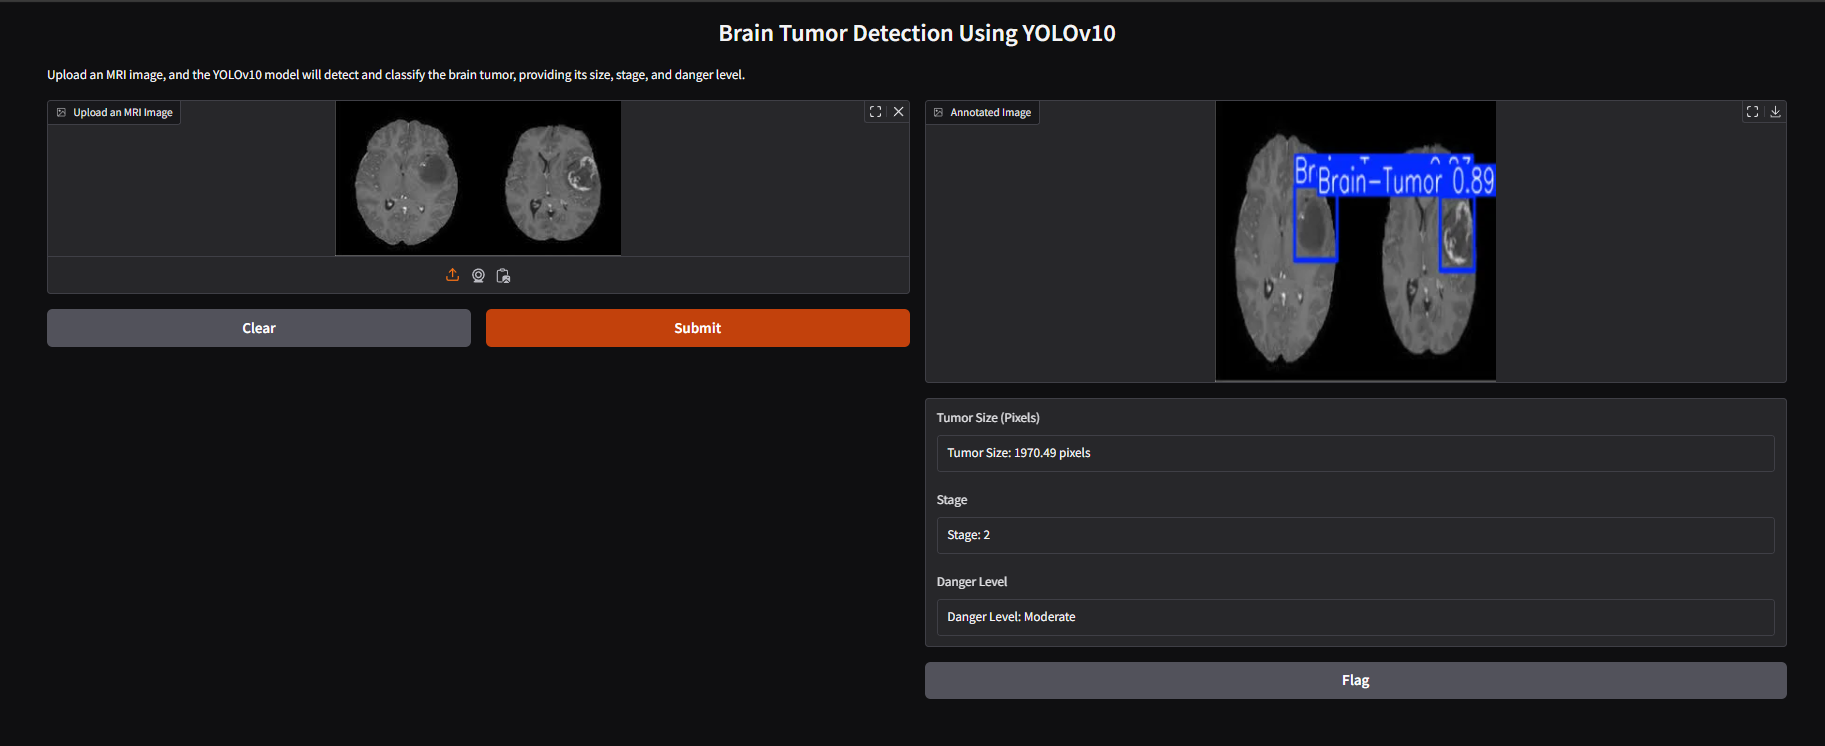 Brain Tumor Detection Using YOLOv10
Upload an MRI image, and the YOLOv10 model will detect and classify the brain tumor, providing its size, stage, and danger level.
Upload an MRI Image
Clear
Submit
Annotated Image
Brain-Tumor 0.89
Tumor Size (Pixels)
Tumor Size: 1970.49 pixels
Stage
Stage: 2
Danger Level
Danger Level: Moderate
Flag